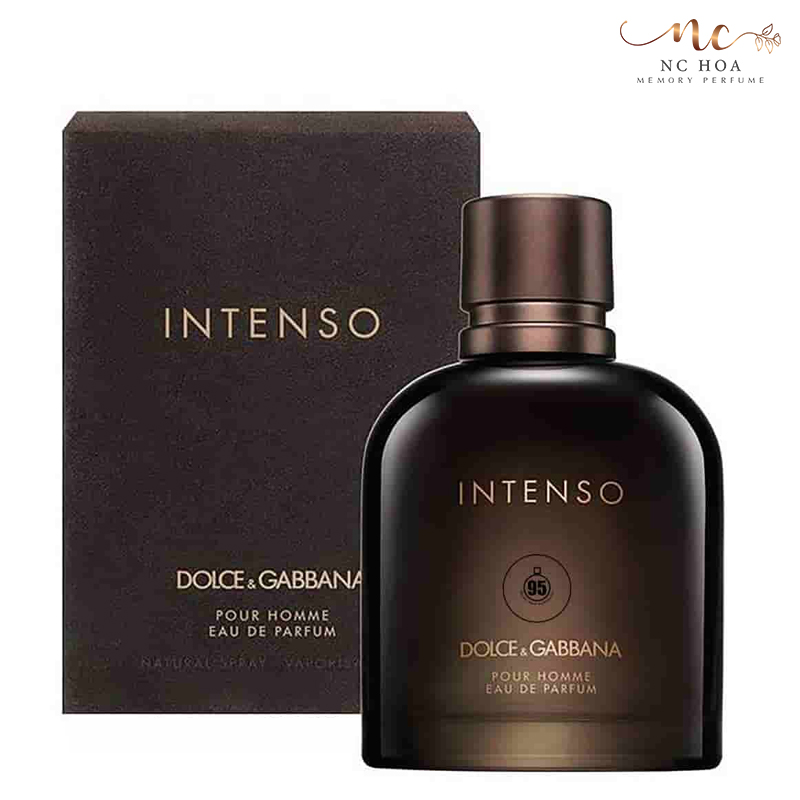 nc
NC HOA
MEMORY PERFUME
INTENSO
DOLCE & GABBANA
POUR HOMME
EAU DE PARFUM
NATURAL SPRAY
INTENSO
95
DOLCE & GABBANA
POUR HOMME
EAU DE PARFUM